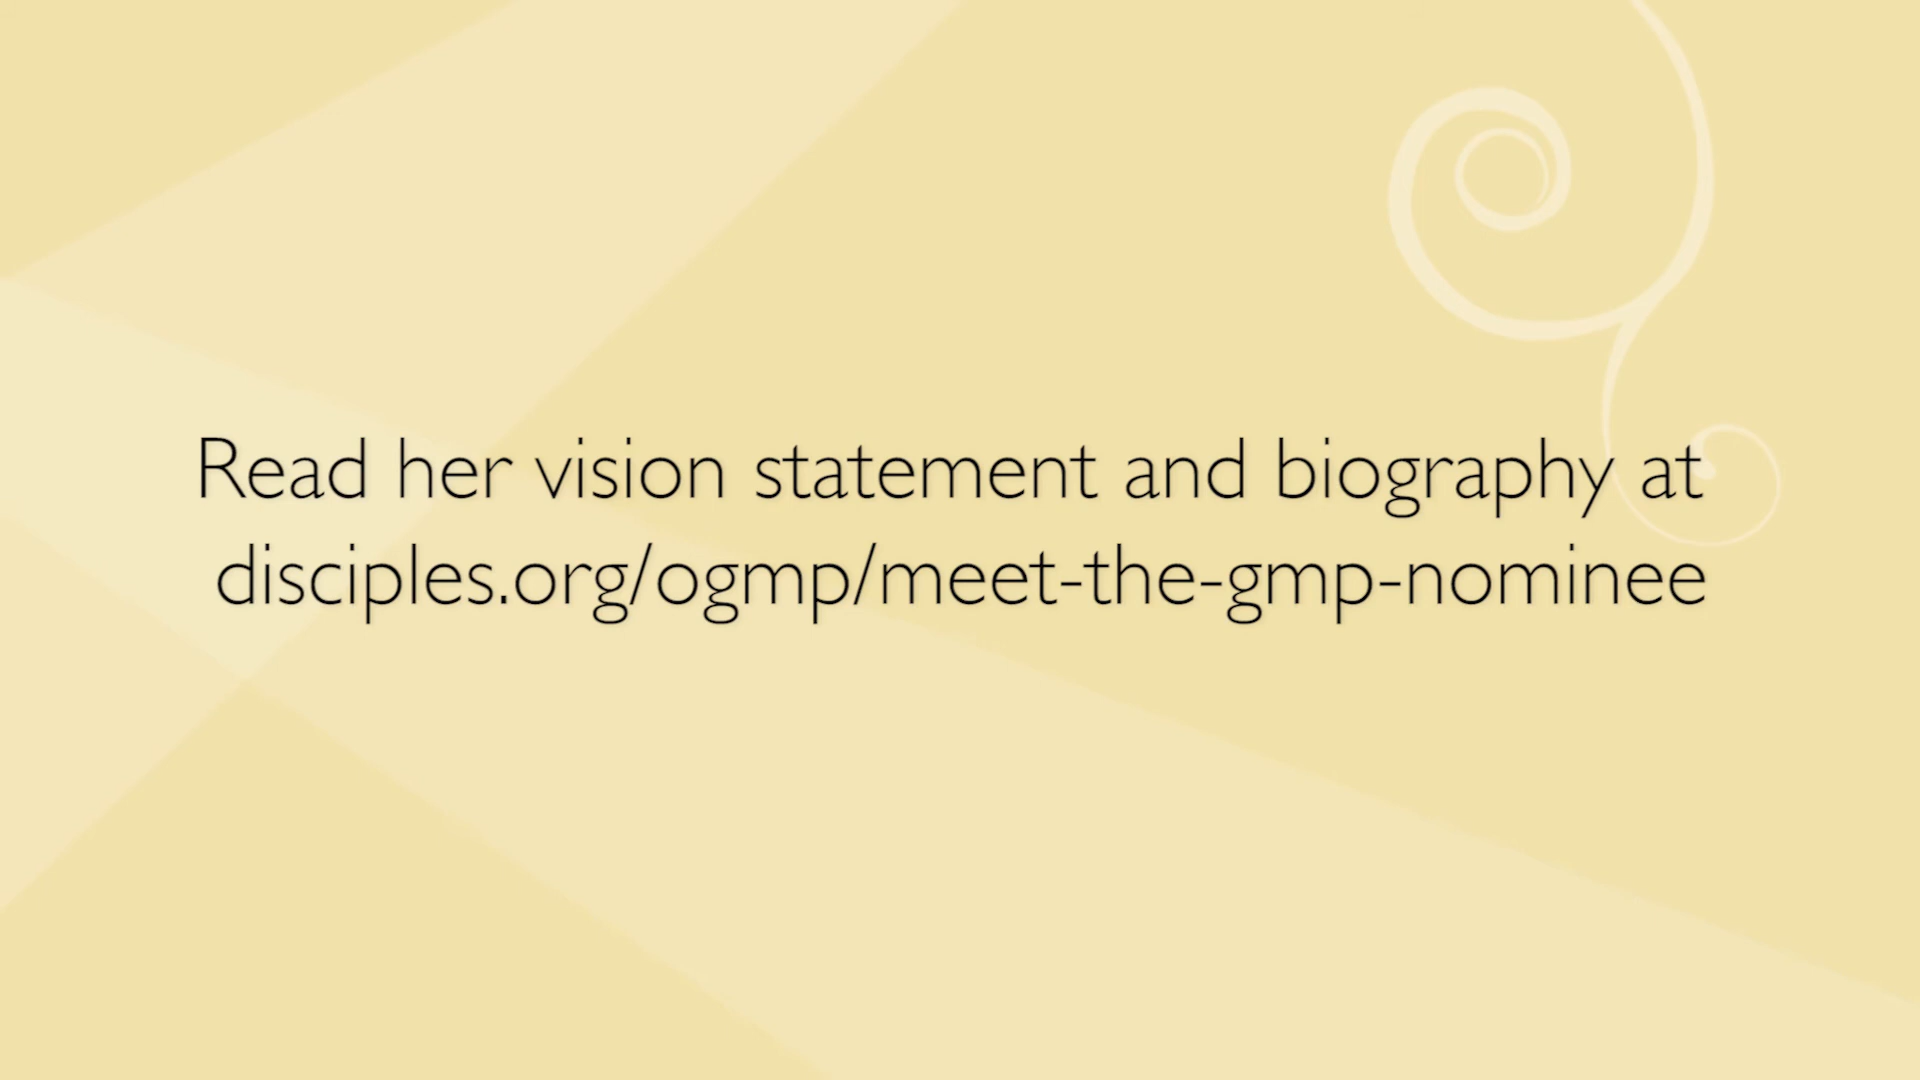 Read her vision statement and biography at
disciples.org/ogmp/meet-the-gmp-nominee